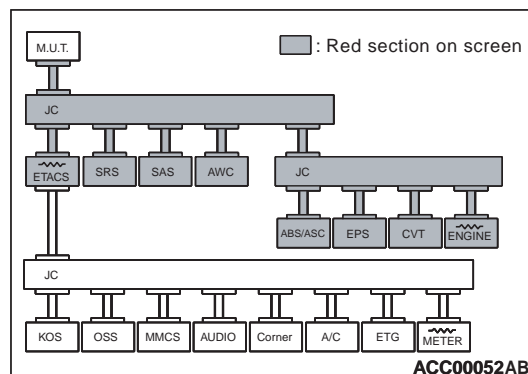 M.U.T.
: Red section on screen
JC
ETACS
SRS
SAS
AWC
JC
ABS/ASC
EPS
CVT
ENGINE
JC
KOS
OSS
MMCS
AUDIO
Corner
A/C
ETG
METER
ACC00052AB